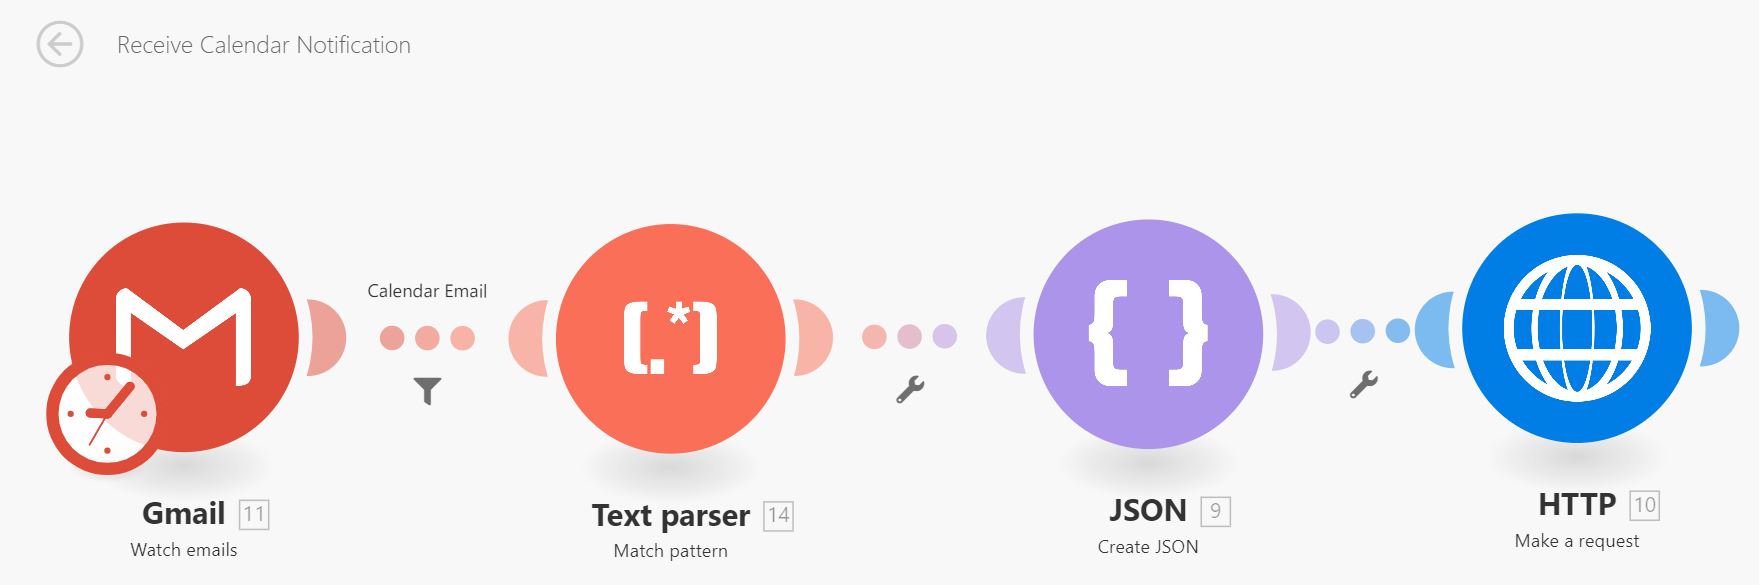 Receive Calendar Notification
Calendar Email
Gmail 11
Watch emails
Text parser 14
Match pattern
JSON 9
Create JSON
HTTP 10
Make a request